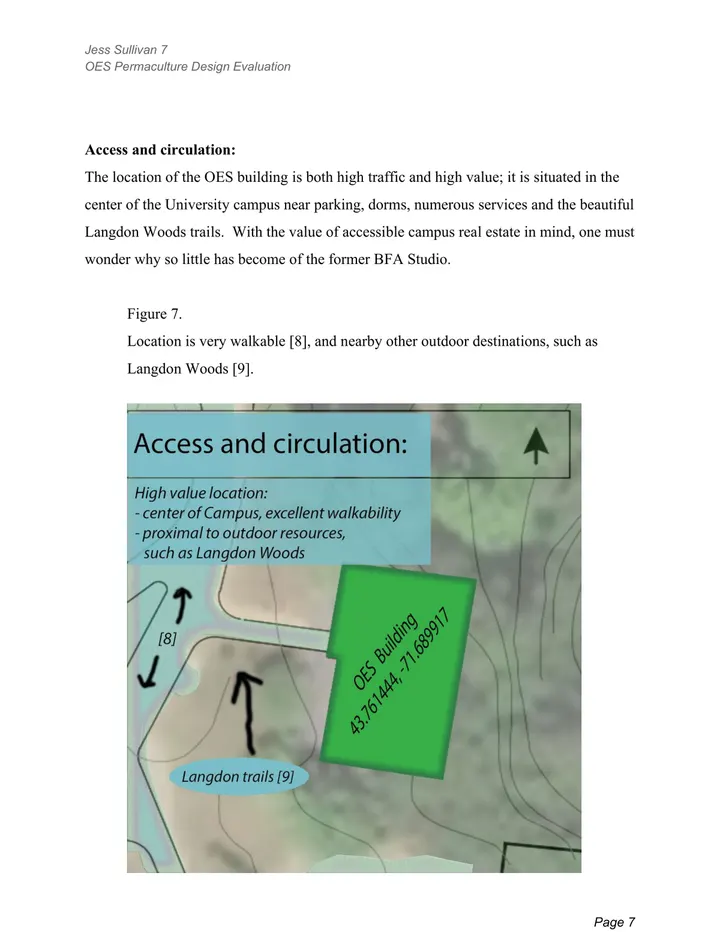 Jess Sullivan 7
OES Permaculture Design Evaluation
Access and circulation:
The location of the OES building is both high traffic and high value; it is situated in the
center of the University campus near parking, dorms, numerous services and the beautiful
Langdon Woods trails.  With the value of accessible campus real estate in mind, one must
wonder why so little has become of the former BFA Studio.
Figure 7.
Location is very walkable [8], and nearby other outdoor destinations, such as
Langdon Woods [9].
Access and circulation:
High value location:
- center of Campus, excellent walkability
- proximal to outdoor resources,
such as Langdon Woods
[8]
OES Building
43.761444, -71.689917
Langdon trails [9]
Page 7